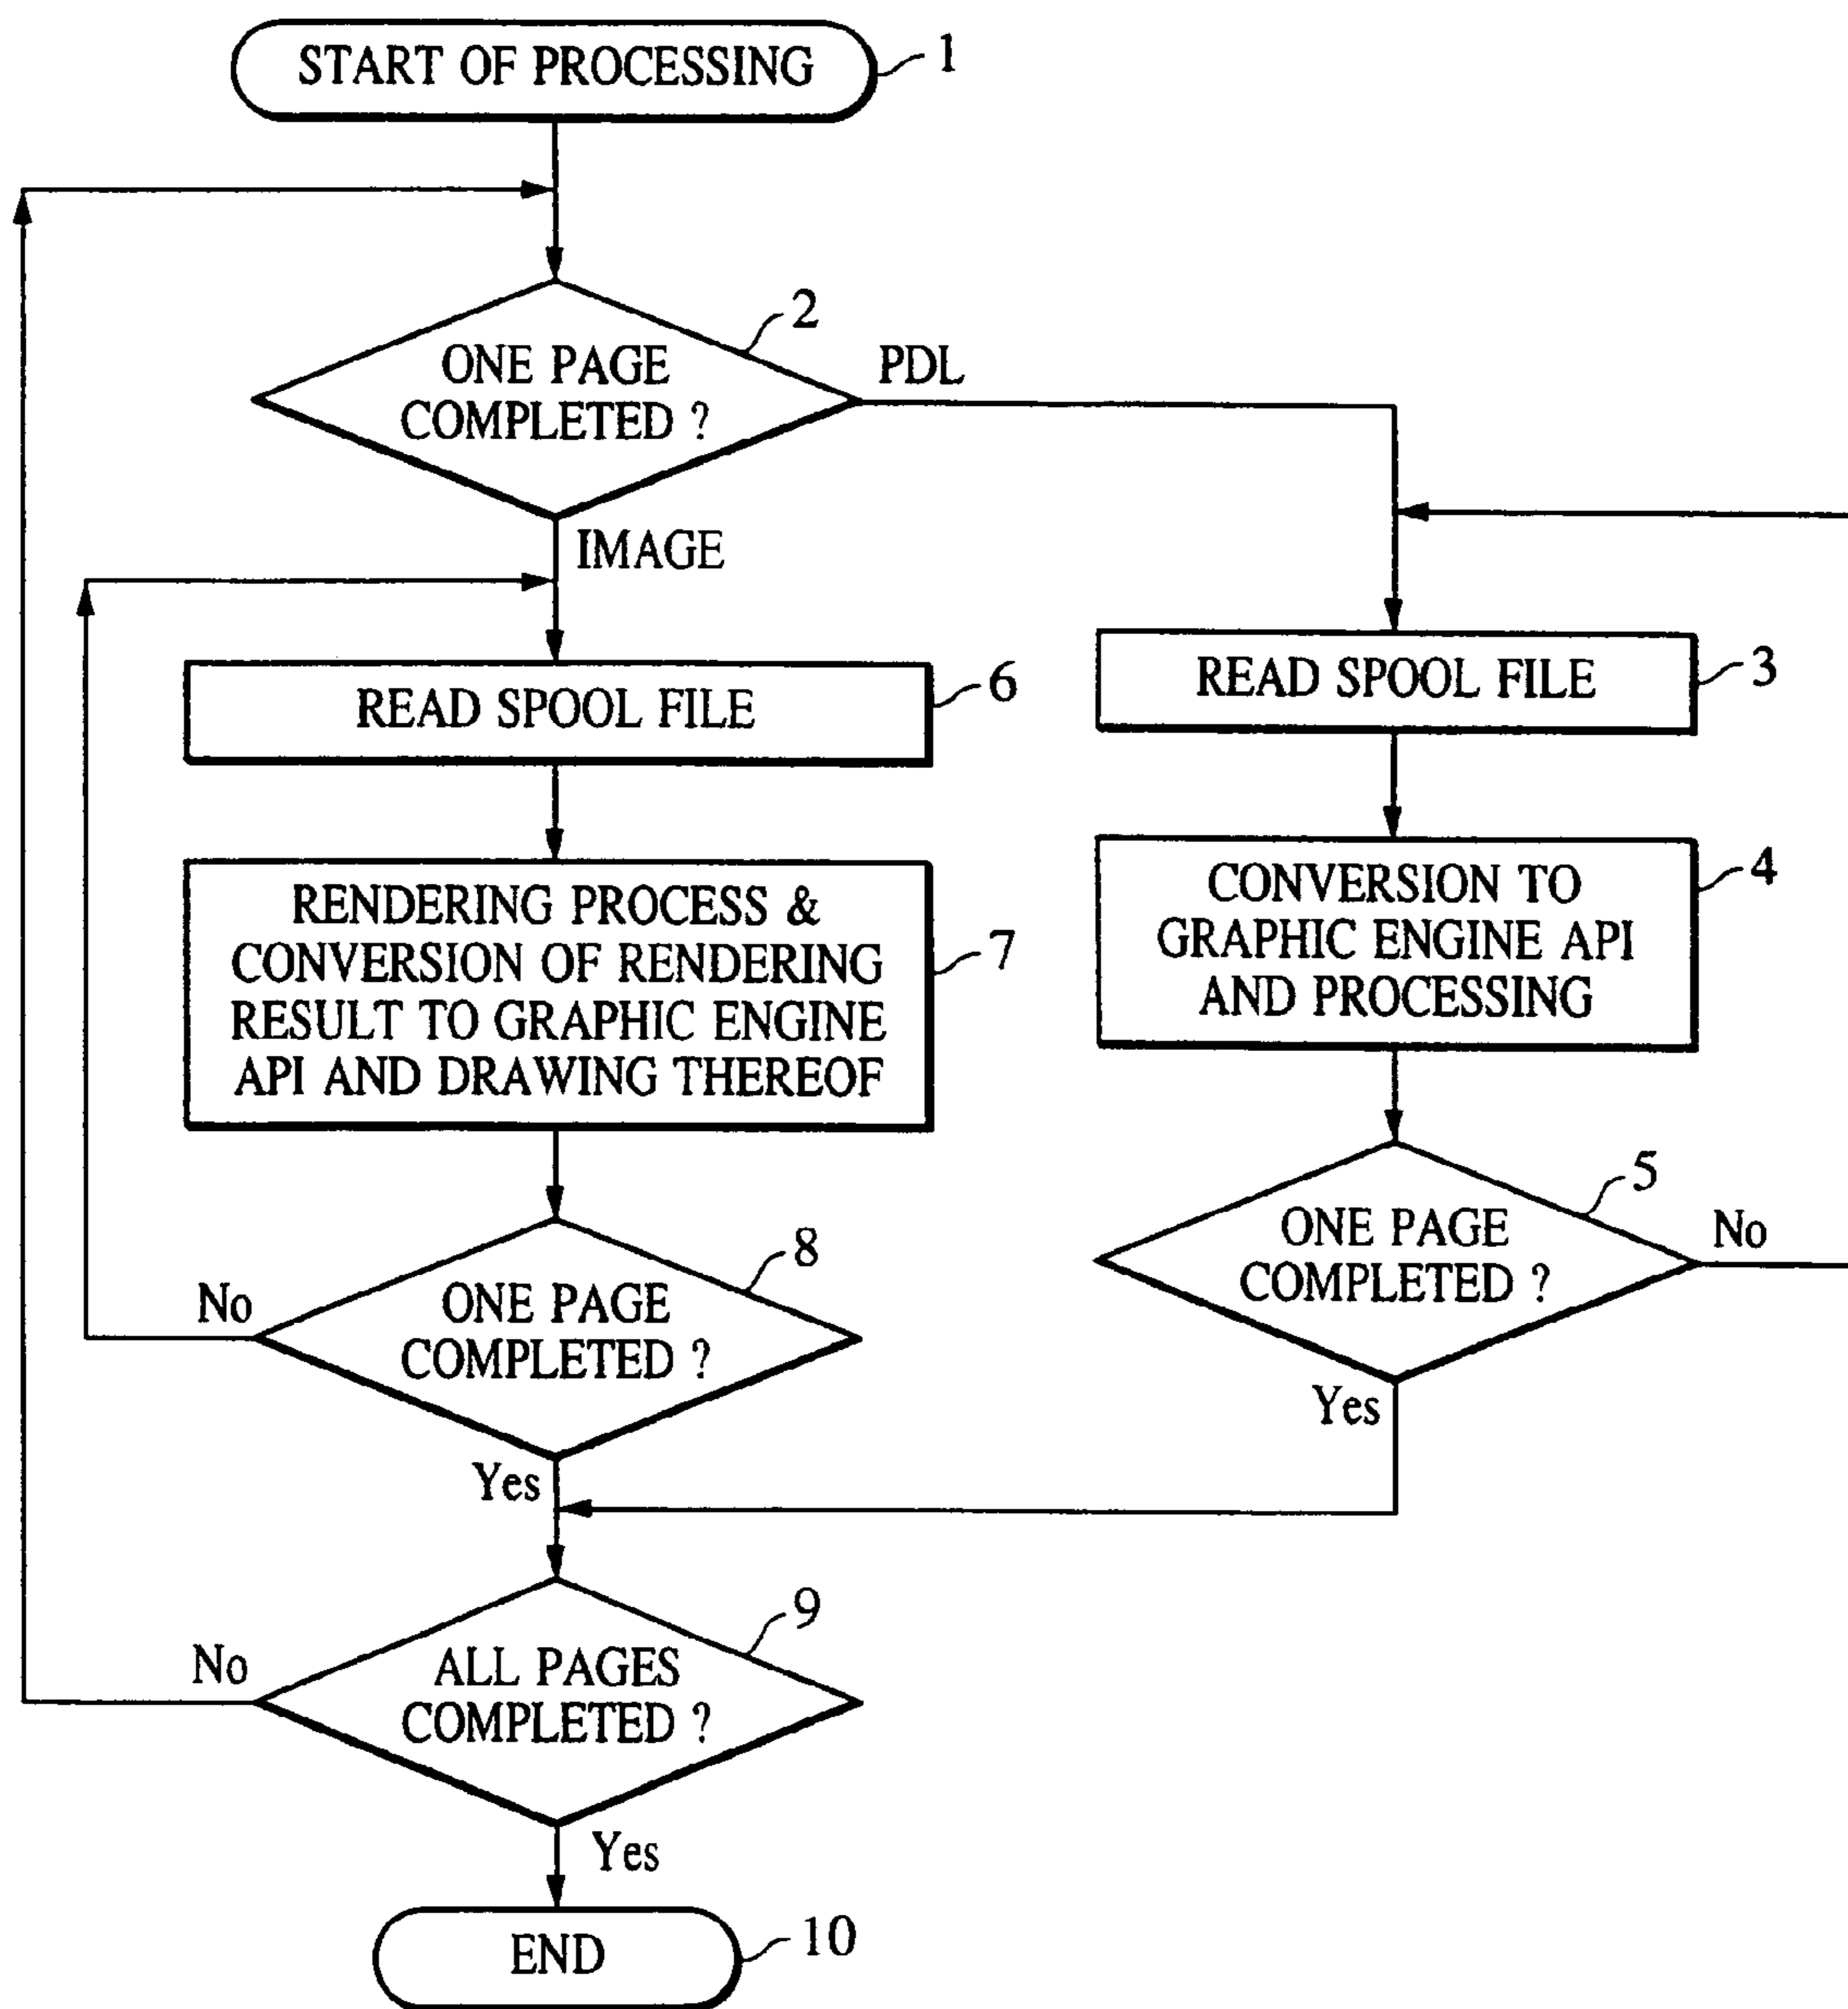 START OF PROCESSING
1
ONE PAGE
COMPLETED ?
2
PDL
IMAGE
READ SPOOL FILE
6
READ SPOOL FILE
3
RENDERING PROCESS &
CONVERSION OF RENDERING
RESULT TO GRAPHIC ENGINE
API AND DRAWING THEREOF
7
CONVERSION TO
GRAPHIC ENGINE API
AND PROCESSING
4
ONE PAGE
COMPLETED ?
5
No
Yes
ONE PAGE
COMPLETED ?
8
No
Yes
ALL PAGES
COMPLETED ?
9
No
Yes
END
10